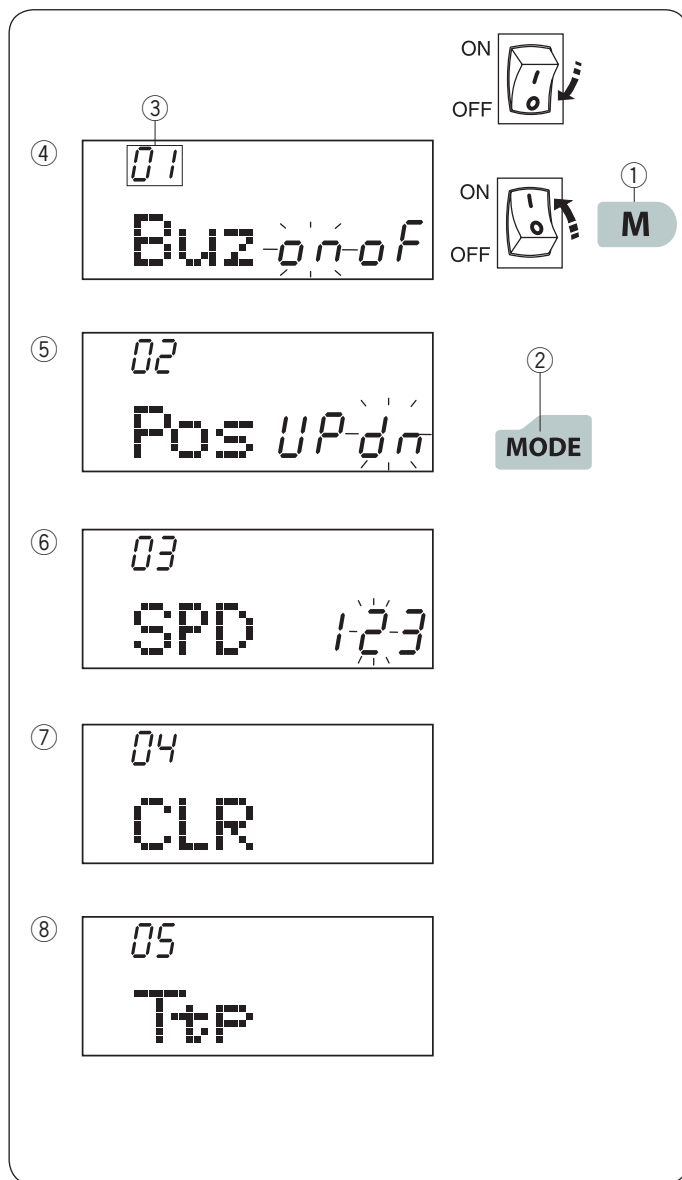 ON
OFF
③
④
01
Buz on oF
ON
OFF
①
M
⑤
02
Pos UP dn
②
MODE
⑥
03
SPD 1 2 3
⑦
04
CLR
⑧
05
Ttp